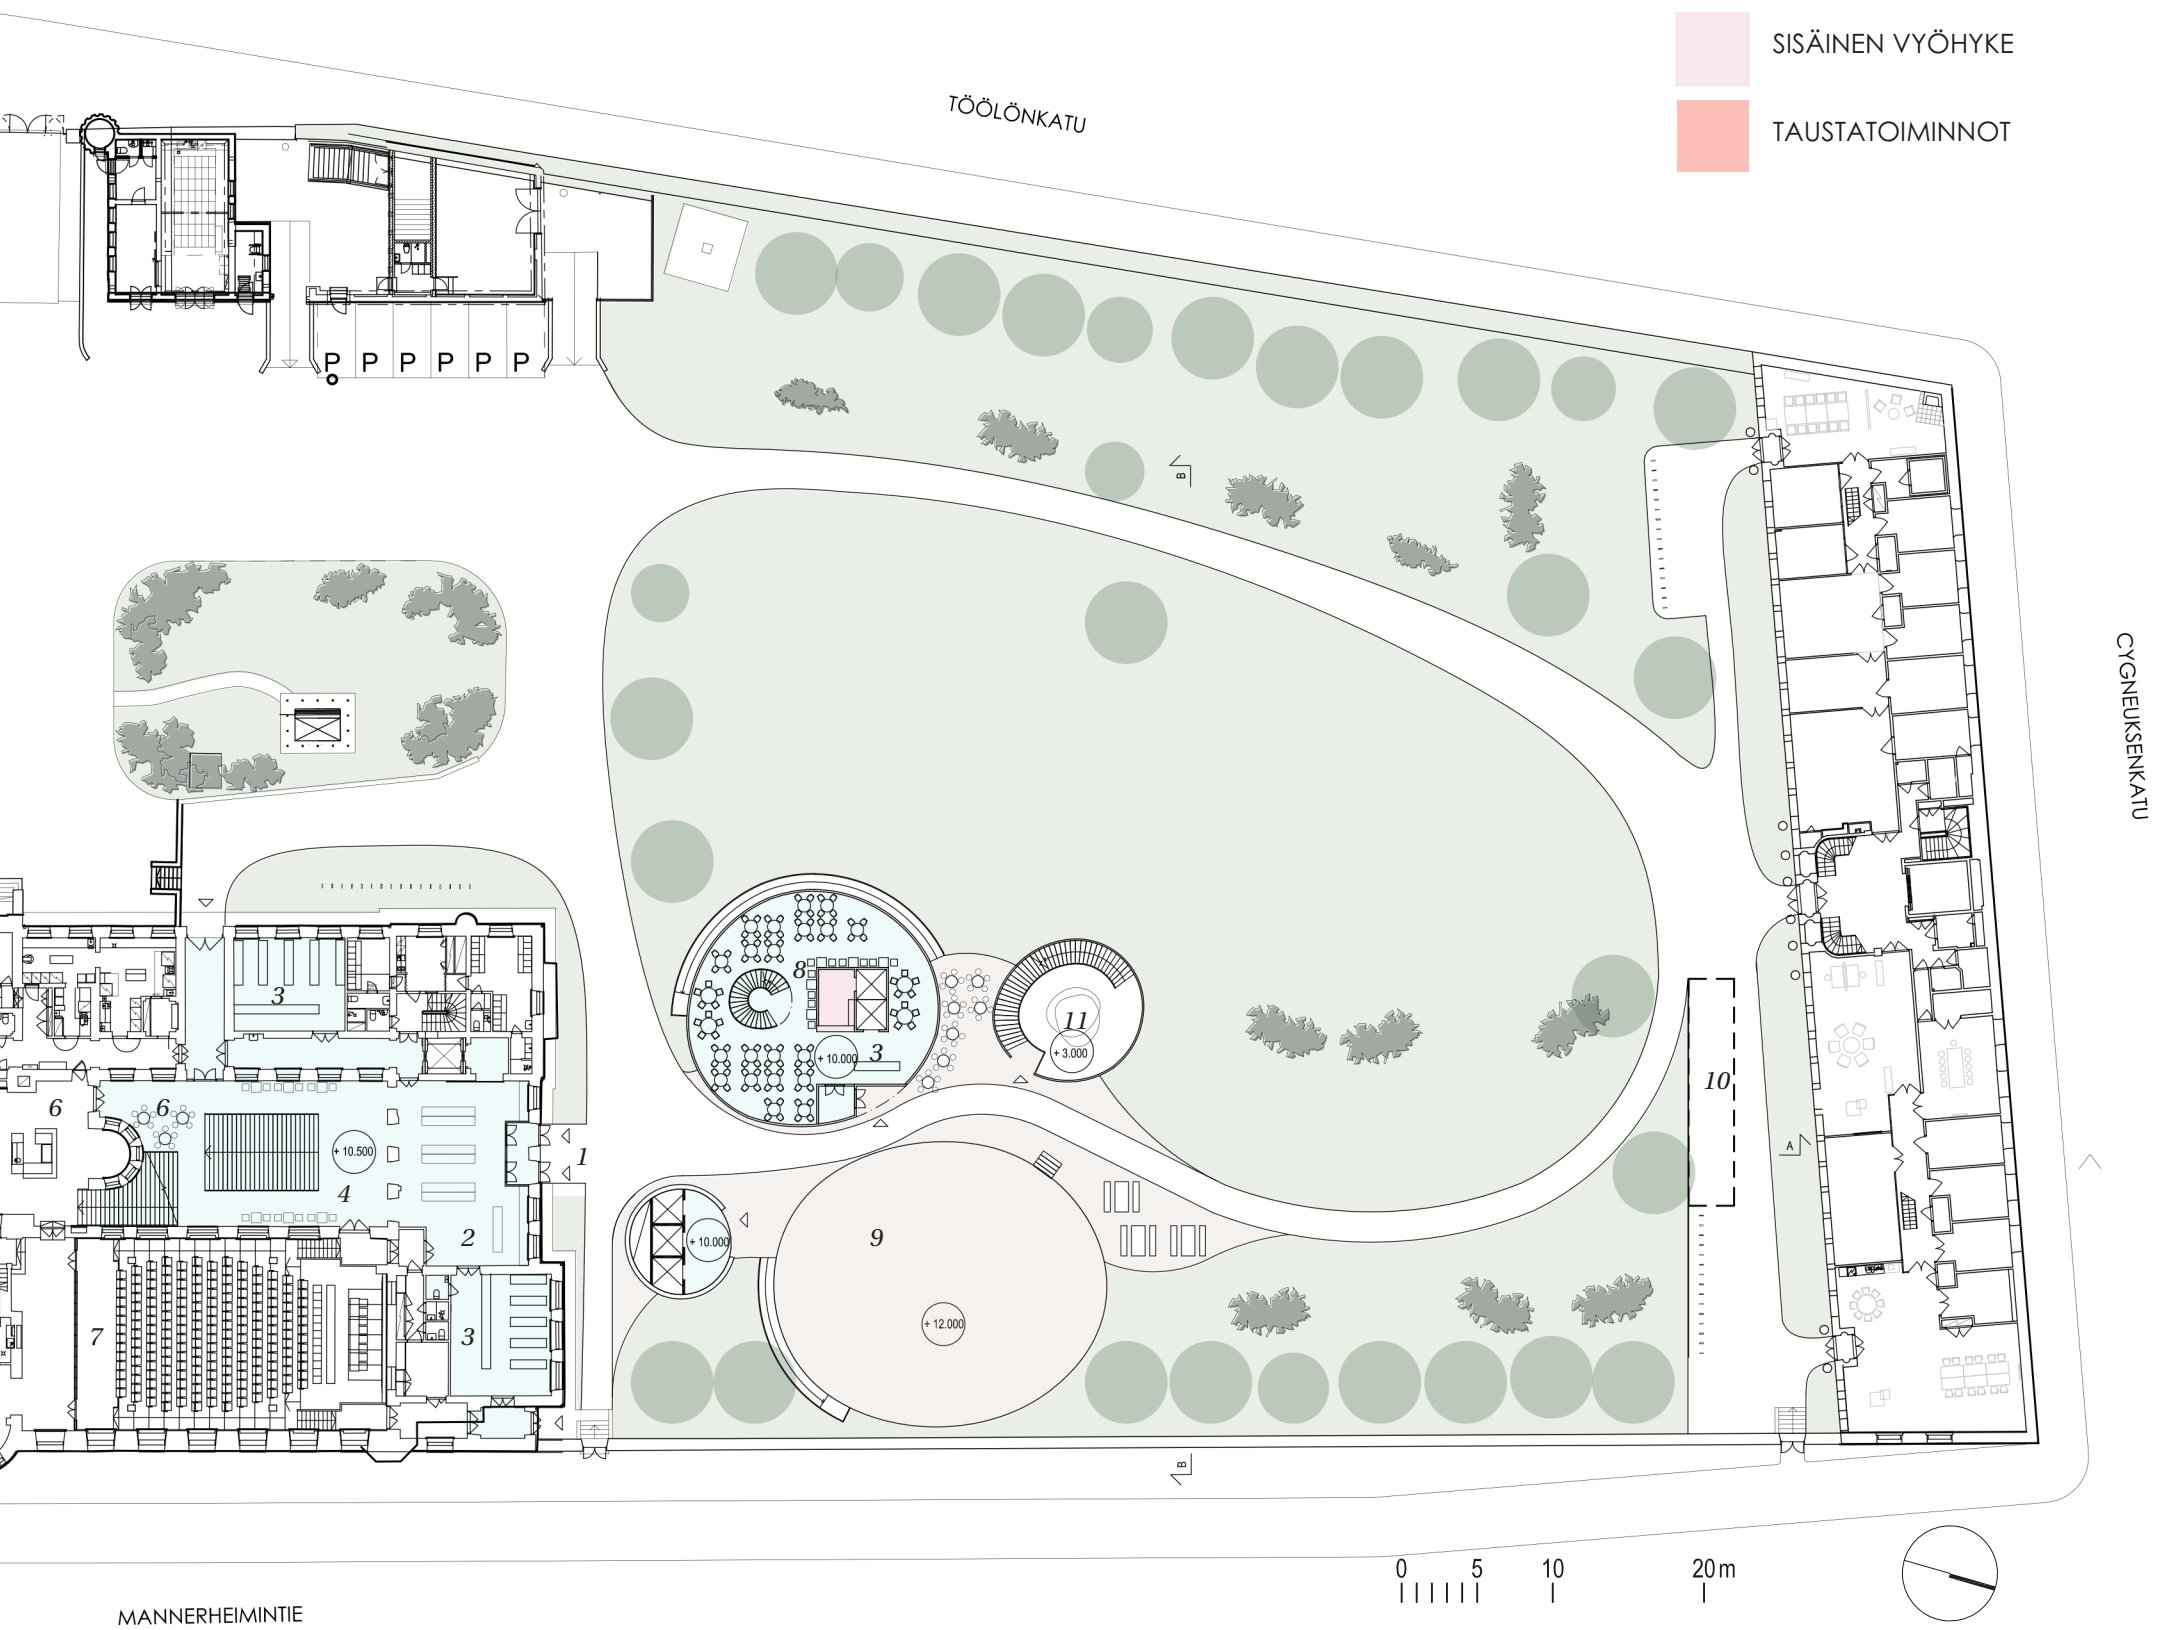 SISÄINEN VYÖHYKE
TAUSTATOIMINNOT
TÖÖLÖNKATU
P P P P P P
B
CYGNEUKSENKATU
8
3
11
+ 10.000
3
+ 3.000
10
6
6
+ 10.500
1
A
4
2
+ 10.000
9
7
3
+ 12.000
B
0 5 10 20 m
MANNERHEIMINTIE